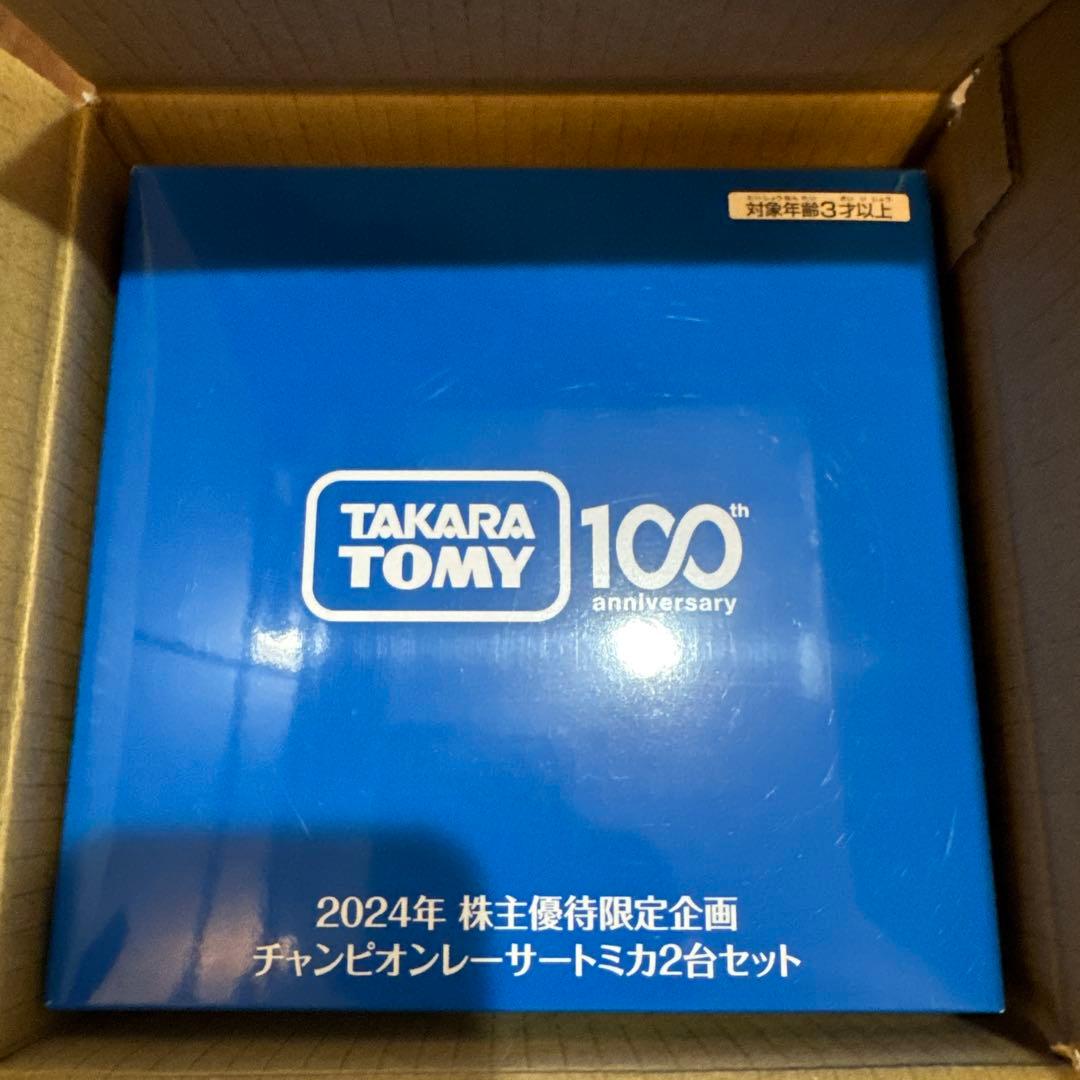 対象年齢3才以上
TAKARA
TOMY
100th
anniversary
2024年 株主優待限定企画
チャンピオンレーサートミカ2台セット